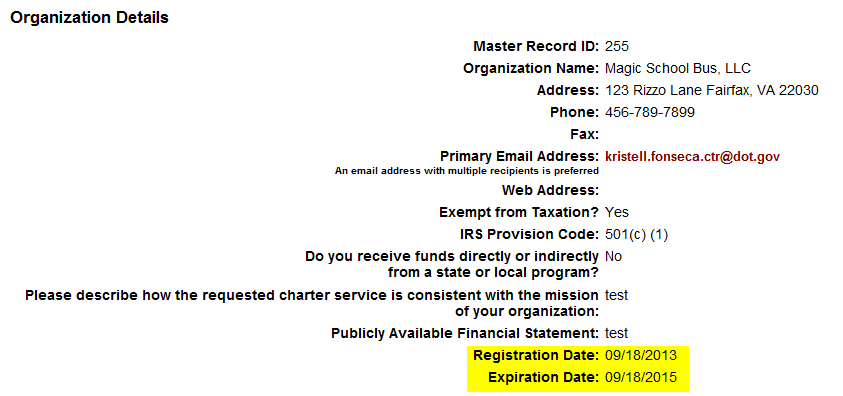 Organization Details
Master Record ID: 255
Organization Name: Magic School Bus, LLC
Address: 123 Rizzo Lane Fairfax, VA 22030
Phone: 456-789-7899
Fax:
Primary Email Address: kristell.fonseca.ctr@dot.gov
An email address with multiple recipients is preferred
Web Address:
Exempt from Taxation? Yes
IRS Provision Code: 501(c) (1)
Do you receive funds directly or indirectly No
from a state or local program?
Please describe how the requested charter service is consistent with the mission test
of your organization:
Publicly Available Financial Statement: test
Registration Date: 09/18/2013
Expiration Date: 09/18/2015